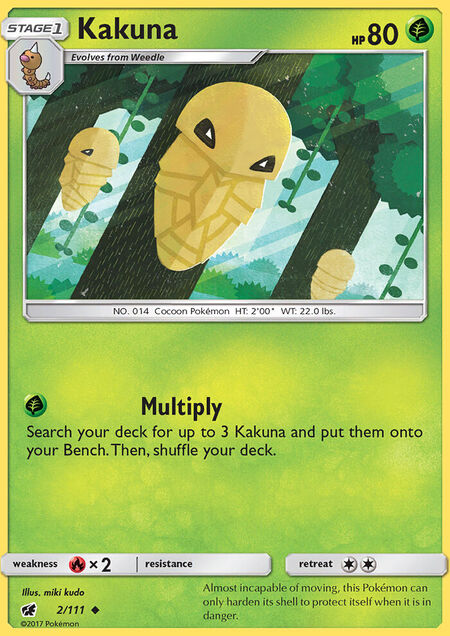 STAGE1
Kakuna
HP80
Evolves from Weedle
NO. 014 Cocoon Pokémon HT: 2'00" WT: 22.0 lbs.
Multiply
Search your deck for up to 3 Kakuna and put them onto
your Bench. Then, shuffle your deck.
weakness ×2 resistance retreat
Illus. miki kudo
2/111
©2017 Pokémon
Almost incapable of moving, this Pokémon can
only harden its shell to protect itself when it is in
danger.